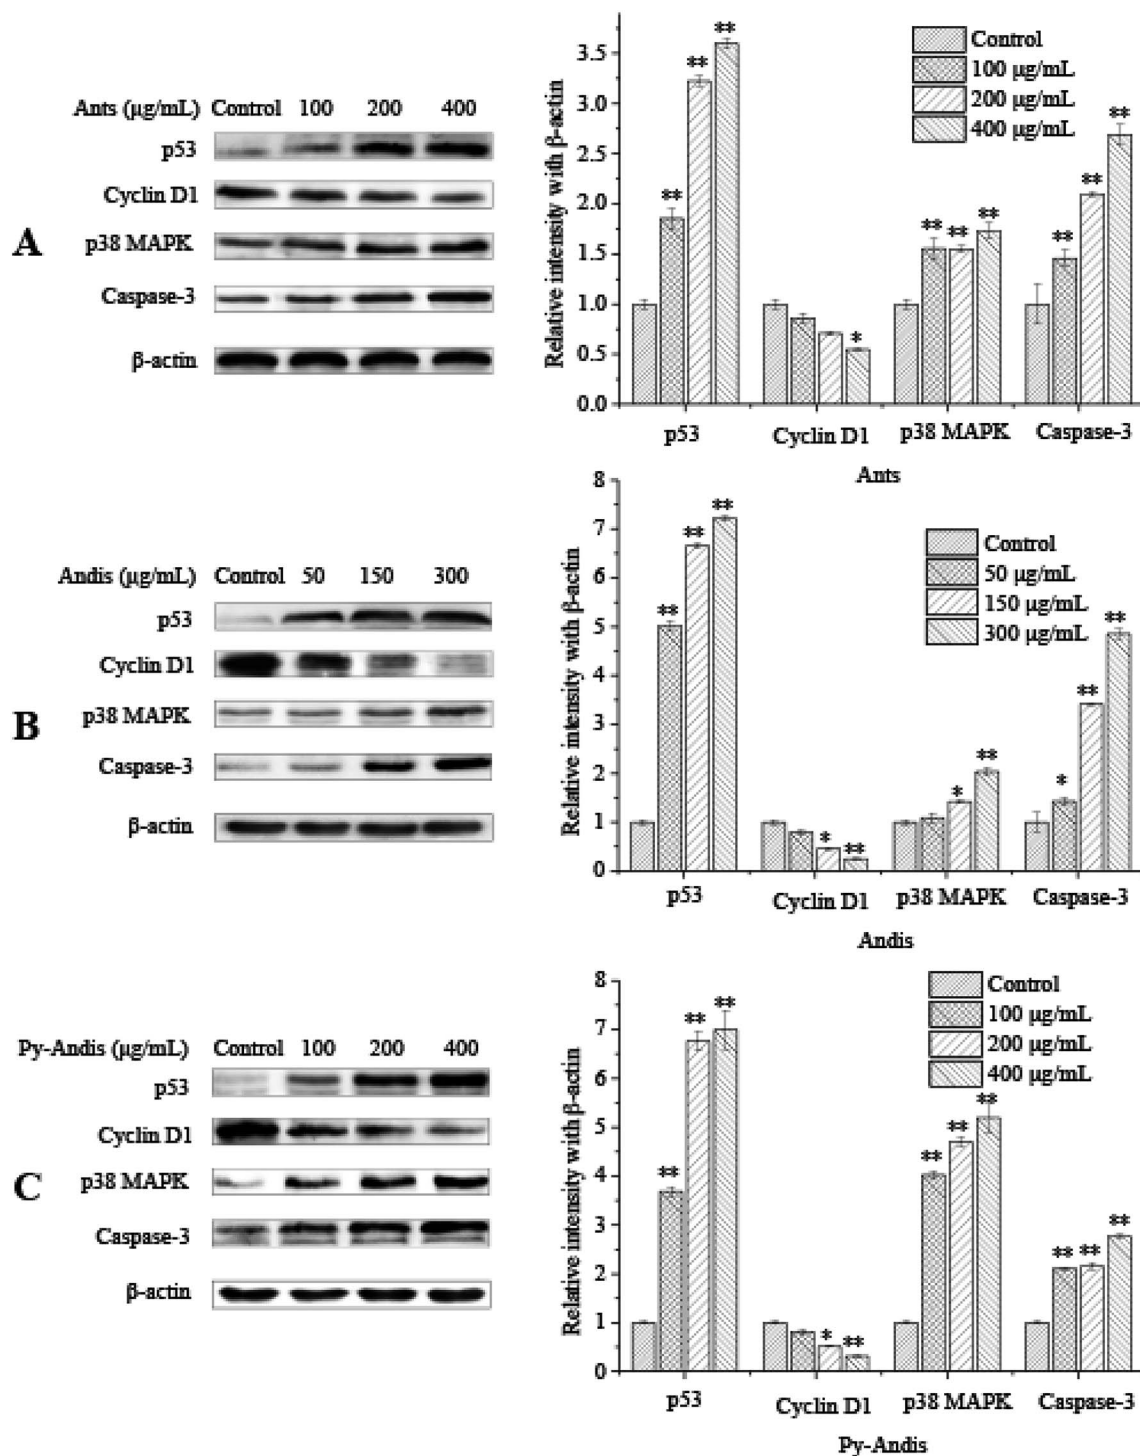 A
Ants (μg/mL) Control 100 200 400
p53
Cyclin D1
p38 MAPK
Caspase-3
β-actin
Relative intensity with β-actin
3.5
3.0
2.5
2.0
1.5
1.0
0.5
0.0
Control
100 μg/mL
200 μg/mL
400 μg/mL
** ** **
*
** ** **
** ** **
p53 Cyclin D1 p38 MAPK Caspase-3
Ants
B
Andis (μg/mL) Control 50 150 300
p53
Cyclin D1
p38 MAPK
Caspase-3
β-actin
Relative intensity with β-actin
8
7
6
5
4
3
2
1
0
Control
50 μg/mL
150 μg/mL
300 μg/mL
** ** **
* **
* **
* ** **
p53 Cyclin D1 p38 MAPK Caspase-3
Andis
C
Py-Andis (μg/mL) Control 100 200 400
p53
Cyclin D1
p38 MAPK
Caspase-3
β-actin
Relative intensity with β-actin
8
7
6
5
4
3
2
1
0
Control
100 μg/mL
200 μg/mL
400 μg/mL
** ** **
* **
** ** **
** ** **
p53 Cyclin D1 p38 MAPK Caspase-3
Py-Andis